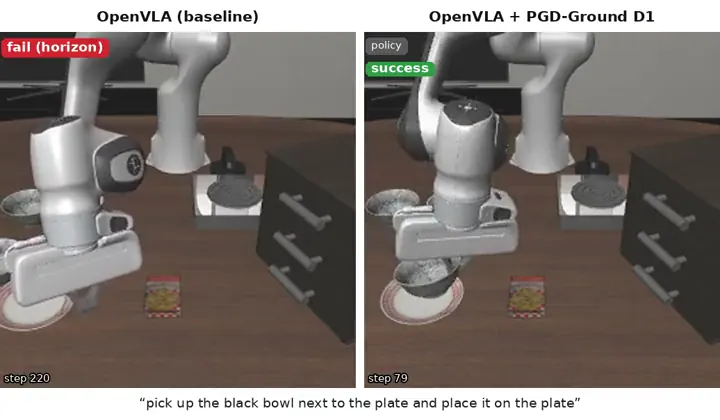 OpenVLA (baseline)
OpenVLA + PGD-Ground D1
fail (horizon)
policy
success
step 220
step 79
“pick up the black bowl next to the plate and place it on the plate”